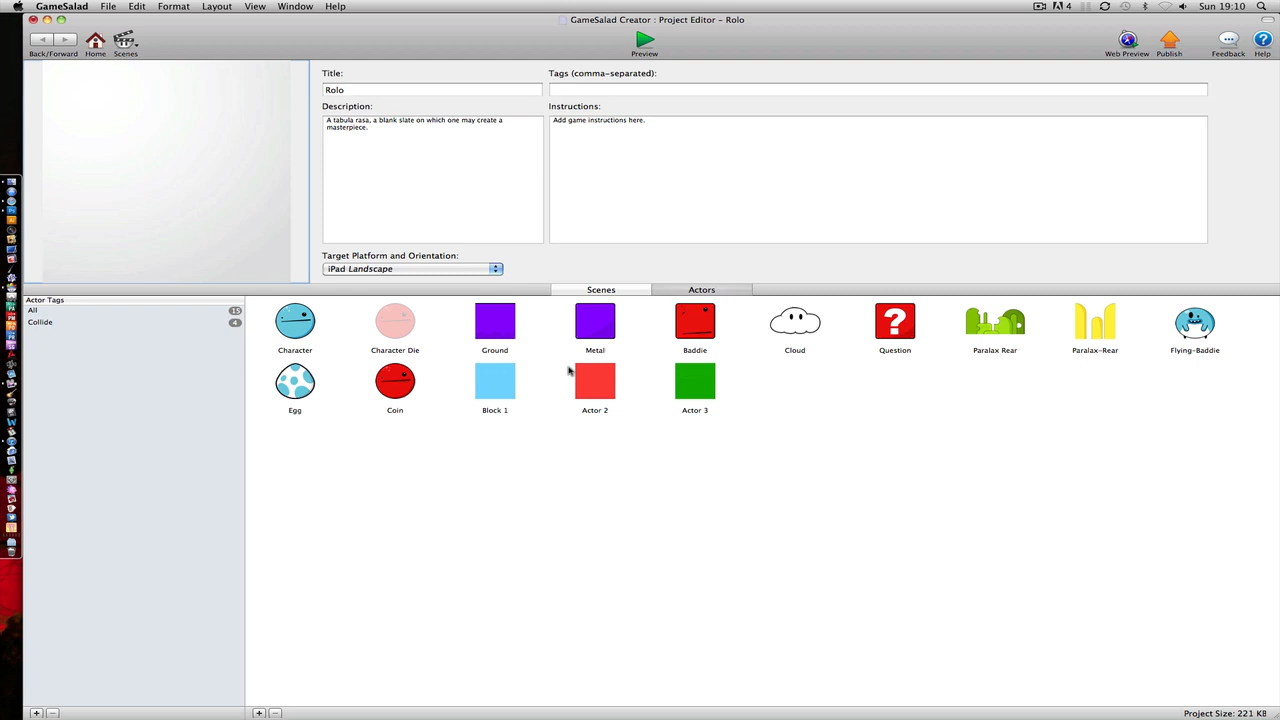 GameSalad File Edit Format Layout View Window Help 4 Sun 19:10
GameSalad Creator : Project Editor - Rolo
Back/Forward Home Scenes Preview Web Preview Publish Feedback Help
Title: Tags (comma-separated):
Rolo
Description: Instructions:
A tabula rasa, a blank slate on which one may create a Add game instructions here.
masterpiece.
Target Platform and Orientation:
iPad Landscape
Scenes Actors
Actor Tags
All 15
Collide 4
?
Character Character Die Ground Metal Baddie Cloud Question Paralax Rear Paralax-Rear Flying-Baddie
Egg Coin Block 1 Actor 2 Actor 3
Project Size: 221 KB